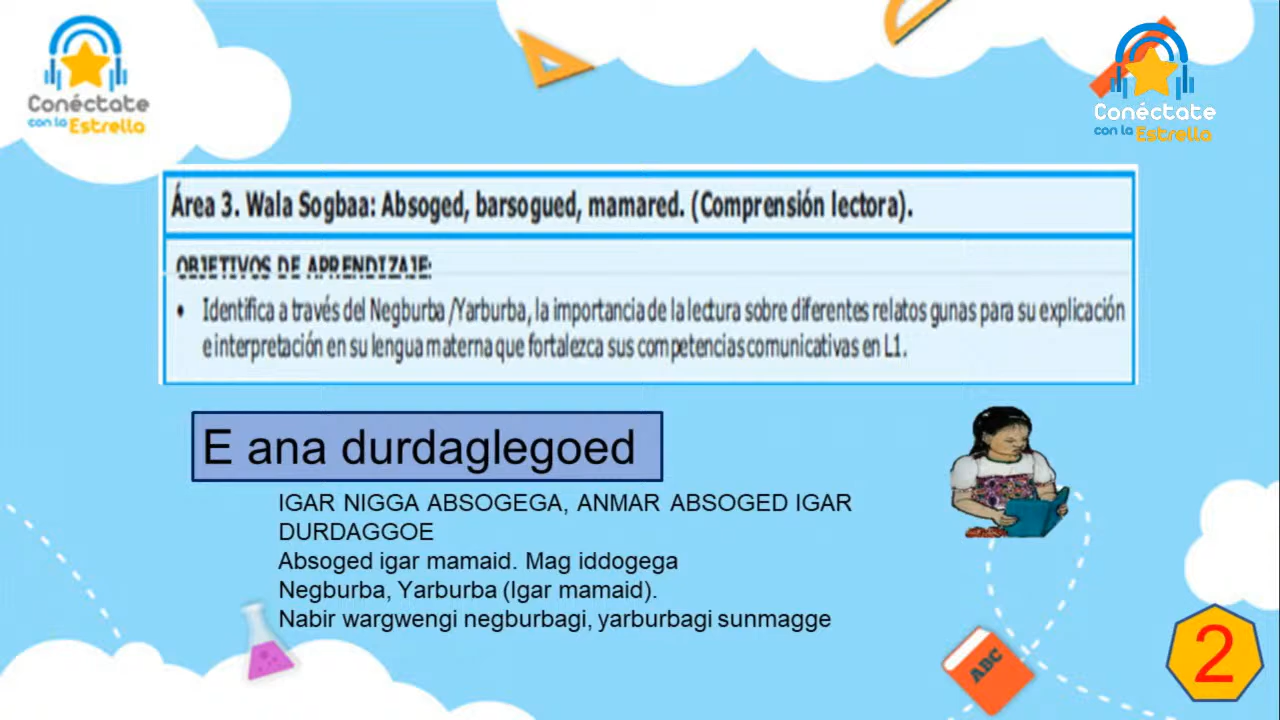 Conéctate
con la Estrella
Conéctate
con la Estrella
Área 3. Wala Sogbaa: Absoged, barsogued, mamared. (Comprensión lectora).
OBJETIVOS DE APRENDIZAJE:
• Identifica a través del Negburba /Yarburba, la importancia de la lectura sobre diferentes relatos gunas para su explicación
e interpretación en su lengua materna que fortalezca sus competencias comunicativas en L1.
E ana durdaglegoed
IGAR NIGGA ABSOGEGA, ANMAR ABSOGED IGAR
DURDAGGOE
Absoged igar mamaid. Mag iddogega
Negburba, Yarburba (Igar mamaid).
Nabir wargwengi negburbagi, yarburbagi sunmagge
ABC
2